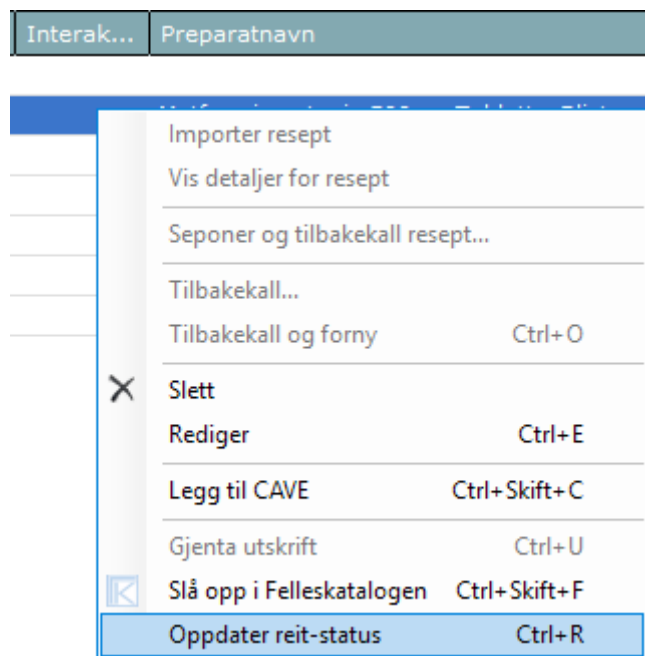 Interak... Preparatnavn
Importer resept
Vis detaljer for resept
Seponer og tilbakekall resept...
Tilbakekall...
Tilbakekall og forny Ctrl+O
Slett
Rediger Ctrl+E
Legg til CAVE Ctrl+Skift+C
Gjenta utskrift Ctrl+U
Slå opp i Felleskatalogen Ctrl+Skift+F
Oppdater reit-status Ctrl+R